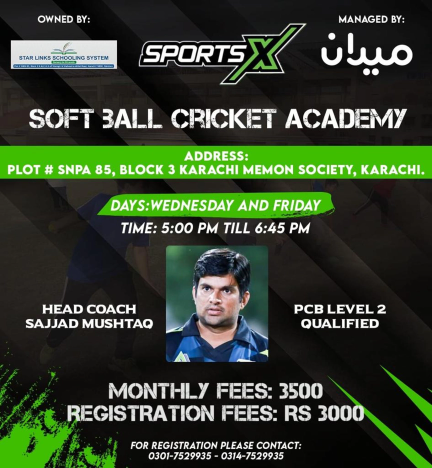 OWNED BY:
MANAGED BY:
STAR LINKS SCHOOLING SYSTEM
SPORTSX
میدان
SOFT BALL CRICKET ACADEMY
ADDRESS:
PLOT # SNPA 85, BLOCK 3 KARACHI MEMON SOCIETY, KARACHI.
DAYS:WEDNESDAY AND FRIDAY
TIME: 5:00 PM TILL 6:45 PM
HEAD COACH
SAJJAD MUSHTAQ
PCB LEVEL 2
QUALIFIED
MONTHLY FEES: 3500
REGISTRATION FEES: RS 3000
FOR REGISTRATION PLEASE CONTACT:
0301-7529935 - 0314-7529935